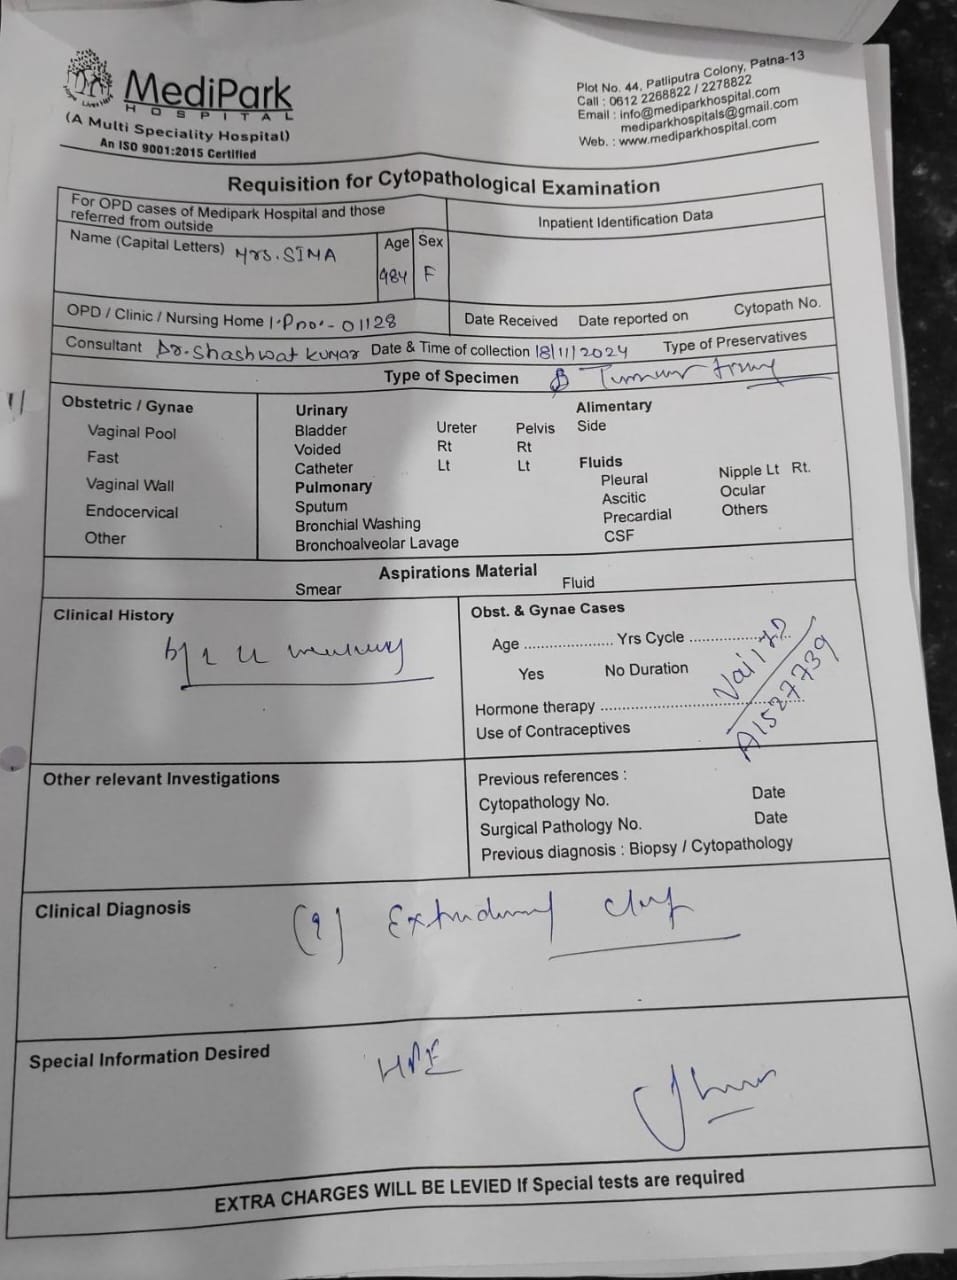 MediPark
HOSPITAL
(A Multi Speciality Hospital)
An ISO 9001:2015 Certified
Plot No. 44, Patliputra Colony, Patna-13
Call : 0612 2268822 / 2278822
Email : info@mediparkhospital.com
mediparkhospitals@gmail.com
Web. : www.mediparkhospital.com
Requisition for Cytopathological Examination
For OPD cases of Medipark Hospital and those
referred from outside
Inpatient Identification Data
Name (Capital Letters) Mrs. SIMA
Age Sex
48Y F
OPD / Clinic / Nursing Home I.P no. - 01128
Date Received Date reported on Cytopath No.
Consultant Dr. Shashwat Kumar Date & Time of collection 18/11/2024 Type of Preservatives
Type of Specimen Tumour
Obstetric / Gynae
Vaginal Pool
Fast
Vaginal Wall
Endocervical
Other
Urinary
Bladder Ureter Pelvis
Voided Rt Rt
Catheter Lt Lt
Pulmonary
Sputum
Bronchial Washing
Bronchoalveolar Lavage
Alimentary
Side
Fluids
Pleural Nipple Lt Rt.
Ascitic Ocular
Precardial Others
CSF
Aspirations Material
Smear Fluid
Clinical History
Obst. & Gynae Cases
Age .................... Yrs Cycle ....................
Yes No Duration
Hormone therapy ........................................
Use of Contraceptives
A1527739
Other relevant Investigations
Previous references :
Cytopathology No. Date
Surgical Pathology No. Date
Previous diagnosis : Biopsy / Cytopathology
Clinical Diagnosis
Special Information Desired
HPE
EXTRA CHARGES WILL BE LEVIED If Special tests are required